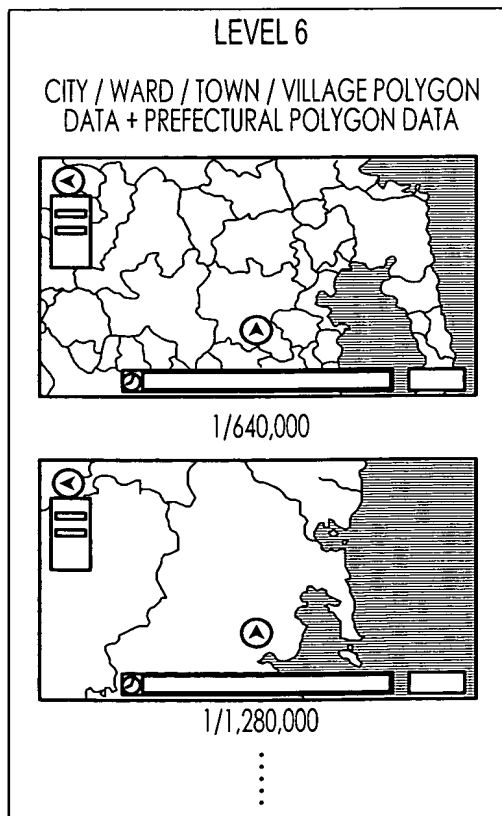 LEVEL 6
CITY / WARD / TOWN / VILLAGE POLYGON
DATA + PREFECTURAL POLYGON DATA
1/640,000
1/1,280,000